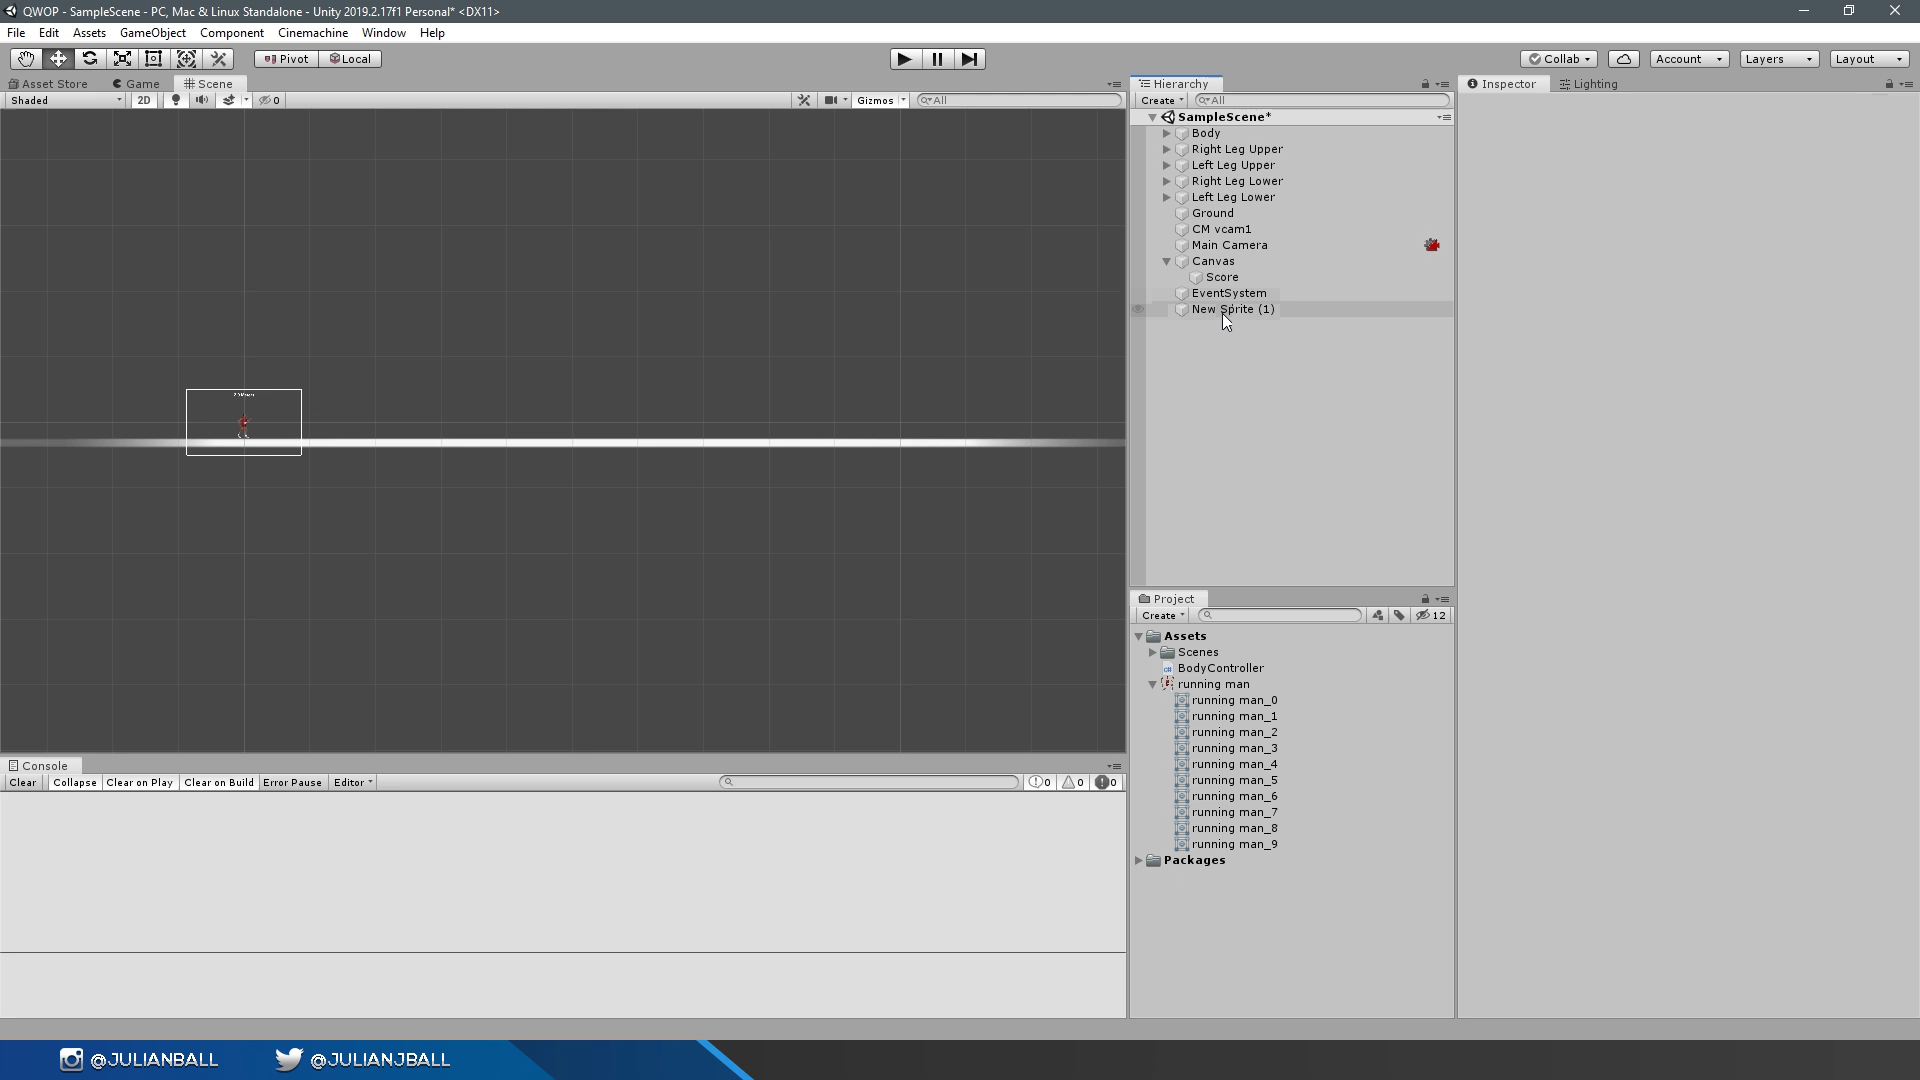 QWOP - SampleScene - PC, Mac & Linux Standalone - Unity 2019.2.17f1 Personal* <DX11>
File Edit Assets GameObject Component Cinemachine Window Help
Pivot Local Collab Account Layers Layout
Asset Store Game Scene Hierarchy Inspector Lighting
Shaded 2D 0 Gizmos All Create All
SampleScene*
Body
Right Leg Upper
Left Leg Upper
Right Leg Lower
Left Leg Lower
Ground
CM vcam1
Main Camera
Canvas
Score
EventSystem
New Sprite (1)
Project
Create 12
Assets
Scenes
BodyController
running man
running man_0
running man_1
running man_2
running man_3
running man_4
running man_5
running man_6
running man_7
running man_8
running man_9
Packages
Console
Clear Collapse Clear on Play Clear on Build Error Pause Editor 0 0 0
@JULIANBALL @JULIANJBALL